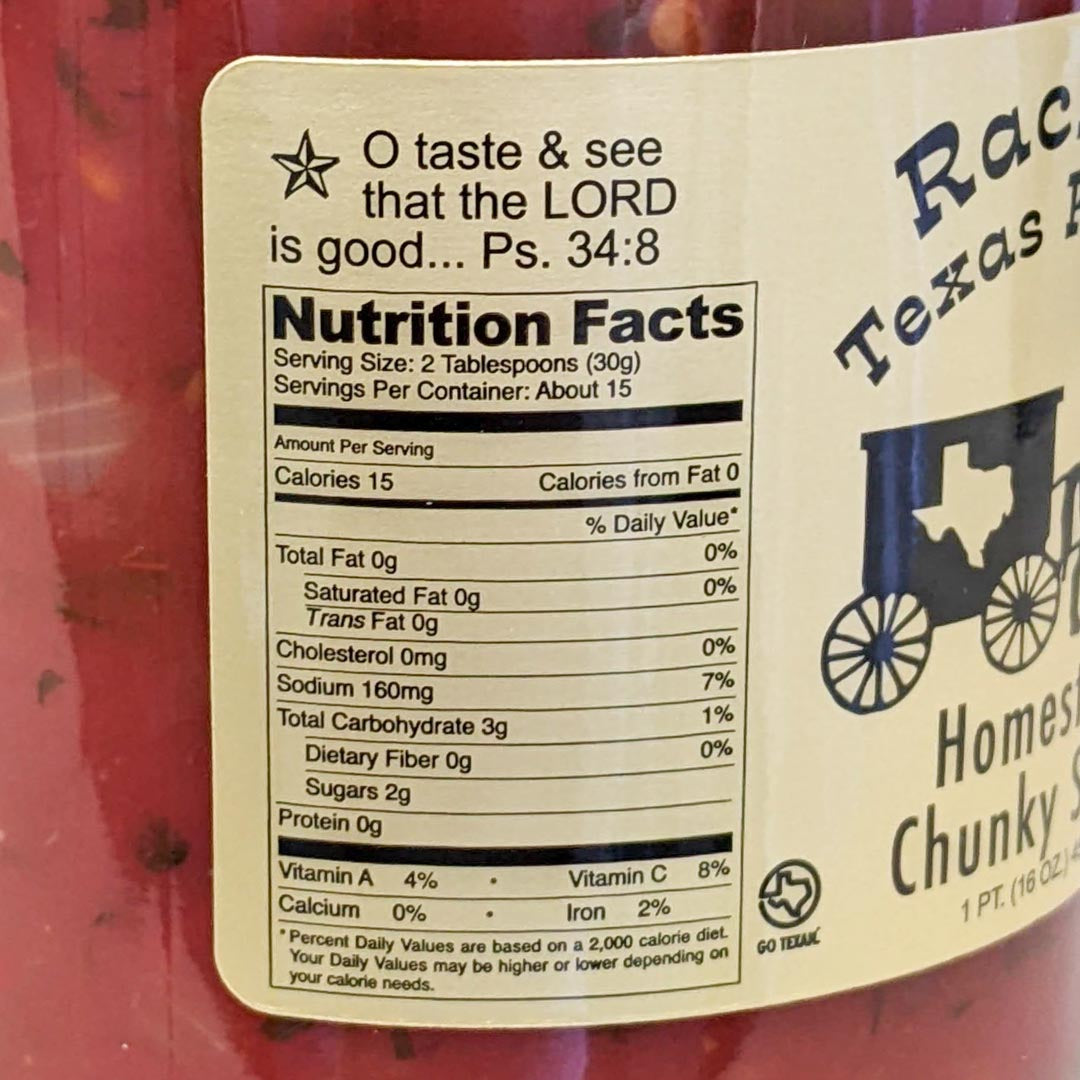 O taste & see
that the LORD
is good... Ps. 34:8
Nutrition Facts
Serving Size: 2 Tablespoons (30g)
Servings Per Container: About 15
Amount Per Serving
Calories 15 Calories from Fat 0
% Daily Value*
Total Fat 0g 0%
Saturated Fat 0g 0%
Trans Fat 0g
Cholesterol 0mg 0%
Sodium 160mg 7%
Total Carbohydrate 3g 1%
Dietary Fiber 0g 0%
Sugars 2g
Protein 0g
Vitamin A 4% • Vitamin C 8%
Calcium 0% • Iron 2%
*Percent Daily Values are based on a 2,000 calorie diet.
Your Daily Values may be higher or lower depending on
your calorie needs.
GO TEXAN
Texas
Chunky
1 PT. (16 OZ.)